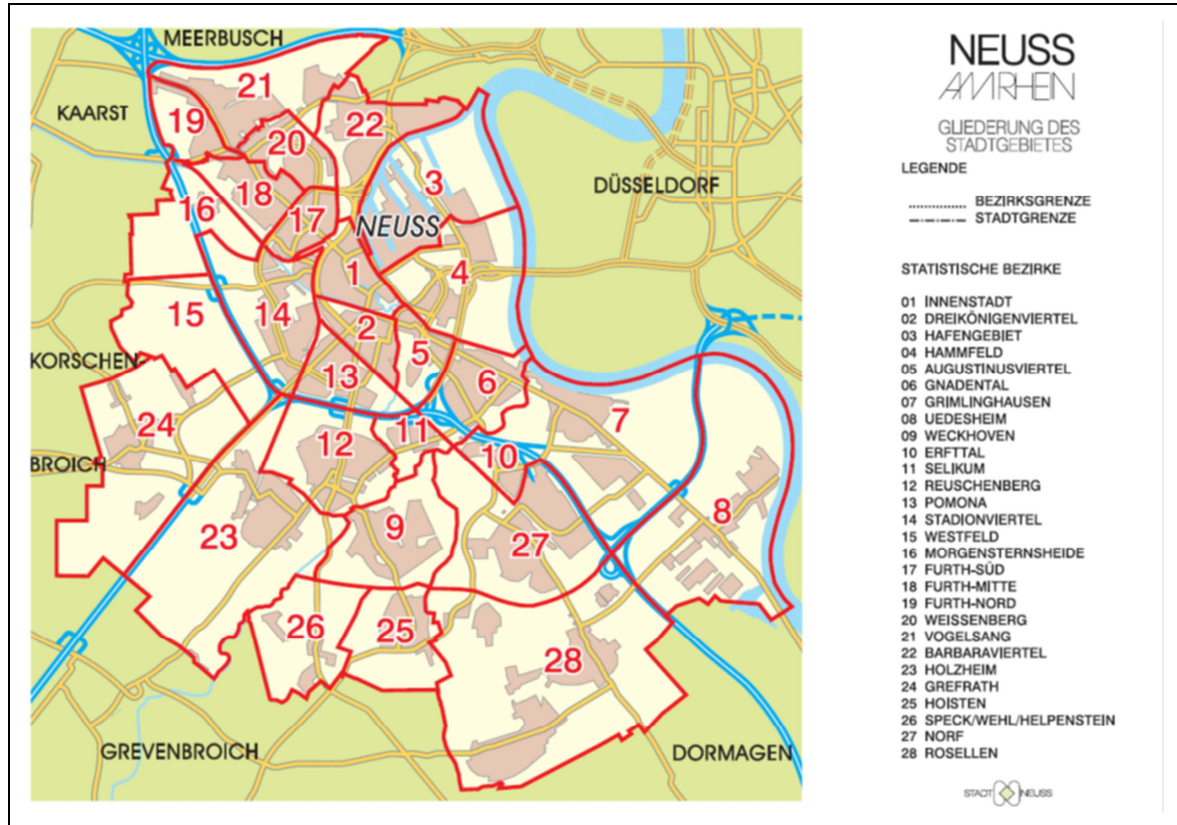 MEERBUSCH
21
KAARST
19
22
20
3
DÜSSELDORF
18
16
17
NEUSS
1
4
15
14
2
KORSCHEN-
5
13
6
24
7
11
12
10
BROICH
8
9
23
27
26
25
28
GREVENBROICH
DORMAGEN
NEUSS
AM RHEIN
GLIEDERUNG DES
STADTGEBIETES
LEGENDE
BEZIRKSGRENZE
STADTGRENZE
STATISTISCHE BEZIRKE
01 INNENSTADT
02 DREIKÖNIGENVIERTEL
03 HAFENGEBIET
04 HAMMFELD
05 AUGUSTINUSVIERTEL
06 GNADENTAL
07 GRIMLINGHAUSEN
08 UEDESHEIM
09 WECKHOVEN
10 ERFTTAL
11 SELIKUM
12 REUSCHENBERG
13 POMONA
14 STADIONVIERTEL
15 WESTFELD
16 MORGENSTERNSHEIDE
17 FURTH-SÜD
18 FURTH-MITTE
19 FURTH-NORD
20 WEISSENBERG
21 VOGELSANG
22 BARBARAVIERTEL
23 HOLZHEIM
24 GREFRATH
25 HOISTEN
26 SPECK/WEHL/HELPENSTEIN
27 NORF
28 ROSELLEN
STADT NEUSS